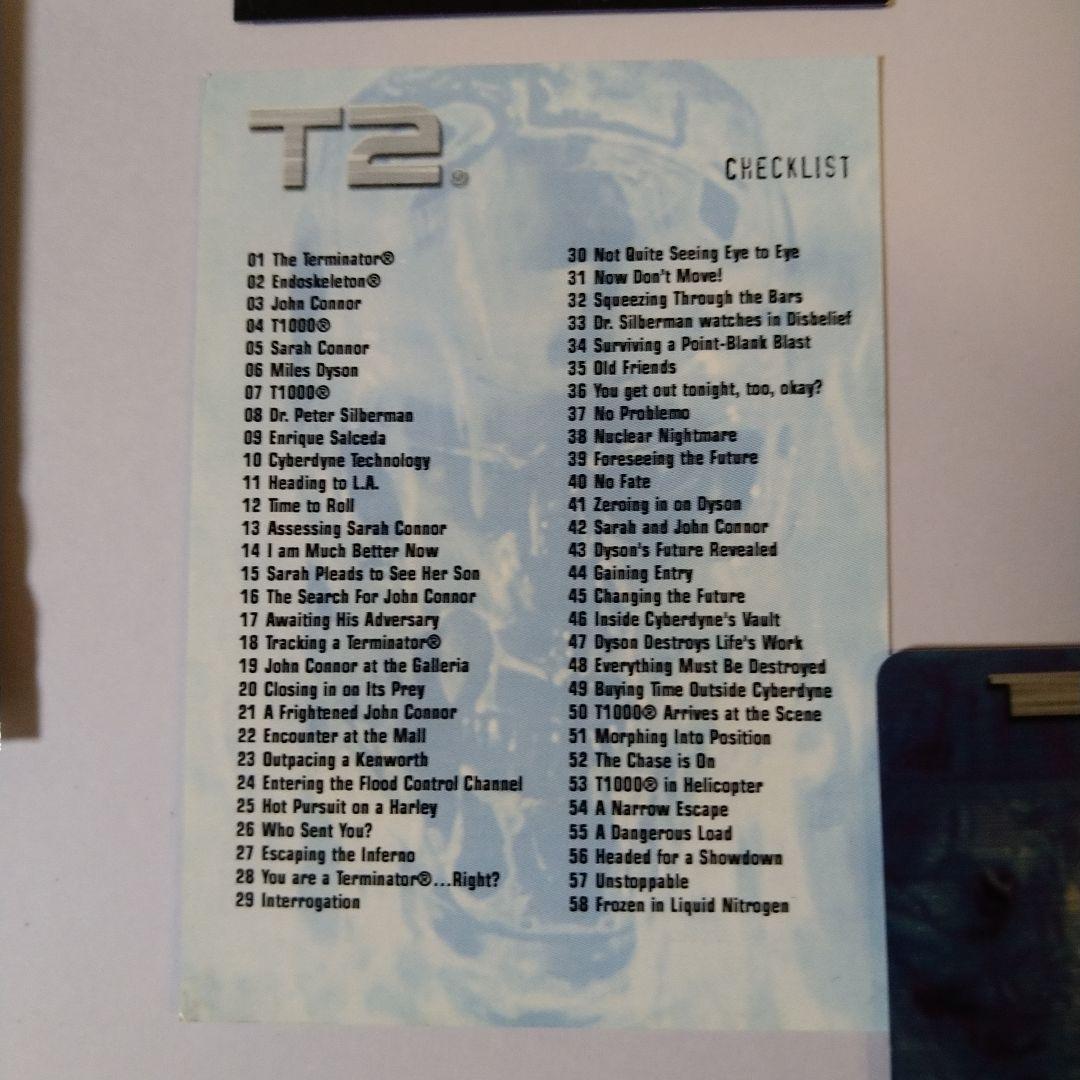 T2®
CHECKLIST
01 The Terminator®
02 Endoskeleton®
03 John Connor
04 T1000®
05 Sarah Connor
06 Miles Dyson
07 T1000®
08 Dr. Peter Silberman
09 Enrique Salceda
10 Cyberdyne Technology
11 Heading to L.A.
12 Time to Roll
13 Assessing Sarah Connor
14 I am Much Better Now
15 Sarah Pleads to See Her Son
16 The Search For John Connor
17 Awaiting His Adversary
18 Tracking a Terminator®
19 John Connor at the Galleria
20 Closing in on Its Prey
21 A Frightened John Connor
22 Encounter at the Mall
23 Outpacing a Kenworth
24 Entering the Flood Control Channel
25 Hot Pursuit on a Harley
26 Who Sent You?
27 Escaping the Inferno
28 You are a Terminator®...Right?
29 Interrogation
30 Not Quite Seeing Eye to Eye
31 Now Don't Move!
32 Squeezing Through the Bars
33 Dr. Silberman watches in Disbelief
34 Surviving a Point-Blank Blast
35 Old Friends
36 You get out tonight, too, okay?
37 No Problemo
38 Nuclear Nightmare
39 Foreseeing the Future
40 No Fate
41 Zeroing in on Dyson
42 Sarah and John Connor
43 Dyson's Future Revealed
44 Gaining Entry
45 Changing the Future
46 Inside Cyberdyne's Vault
47 Dyson Destroys Life's Work
48 Everything Must Be Destroyed
49 Buying Time Outside Cyberdyne
50 T1000® Arrives at the Scene
51 Morphing Into Position
52 The Chase is On
53 T1000® in Helicopter
54 A Narrow Escape
55 A Dangerous Load
56 Headed for a Showdown
57 Unstoppable
58 Frozen in Liquid Nitrogen